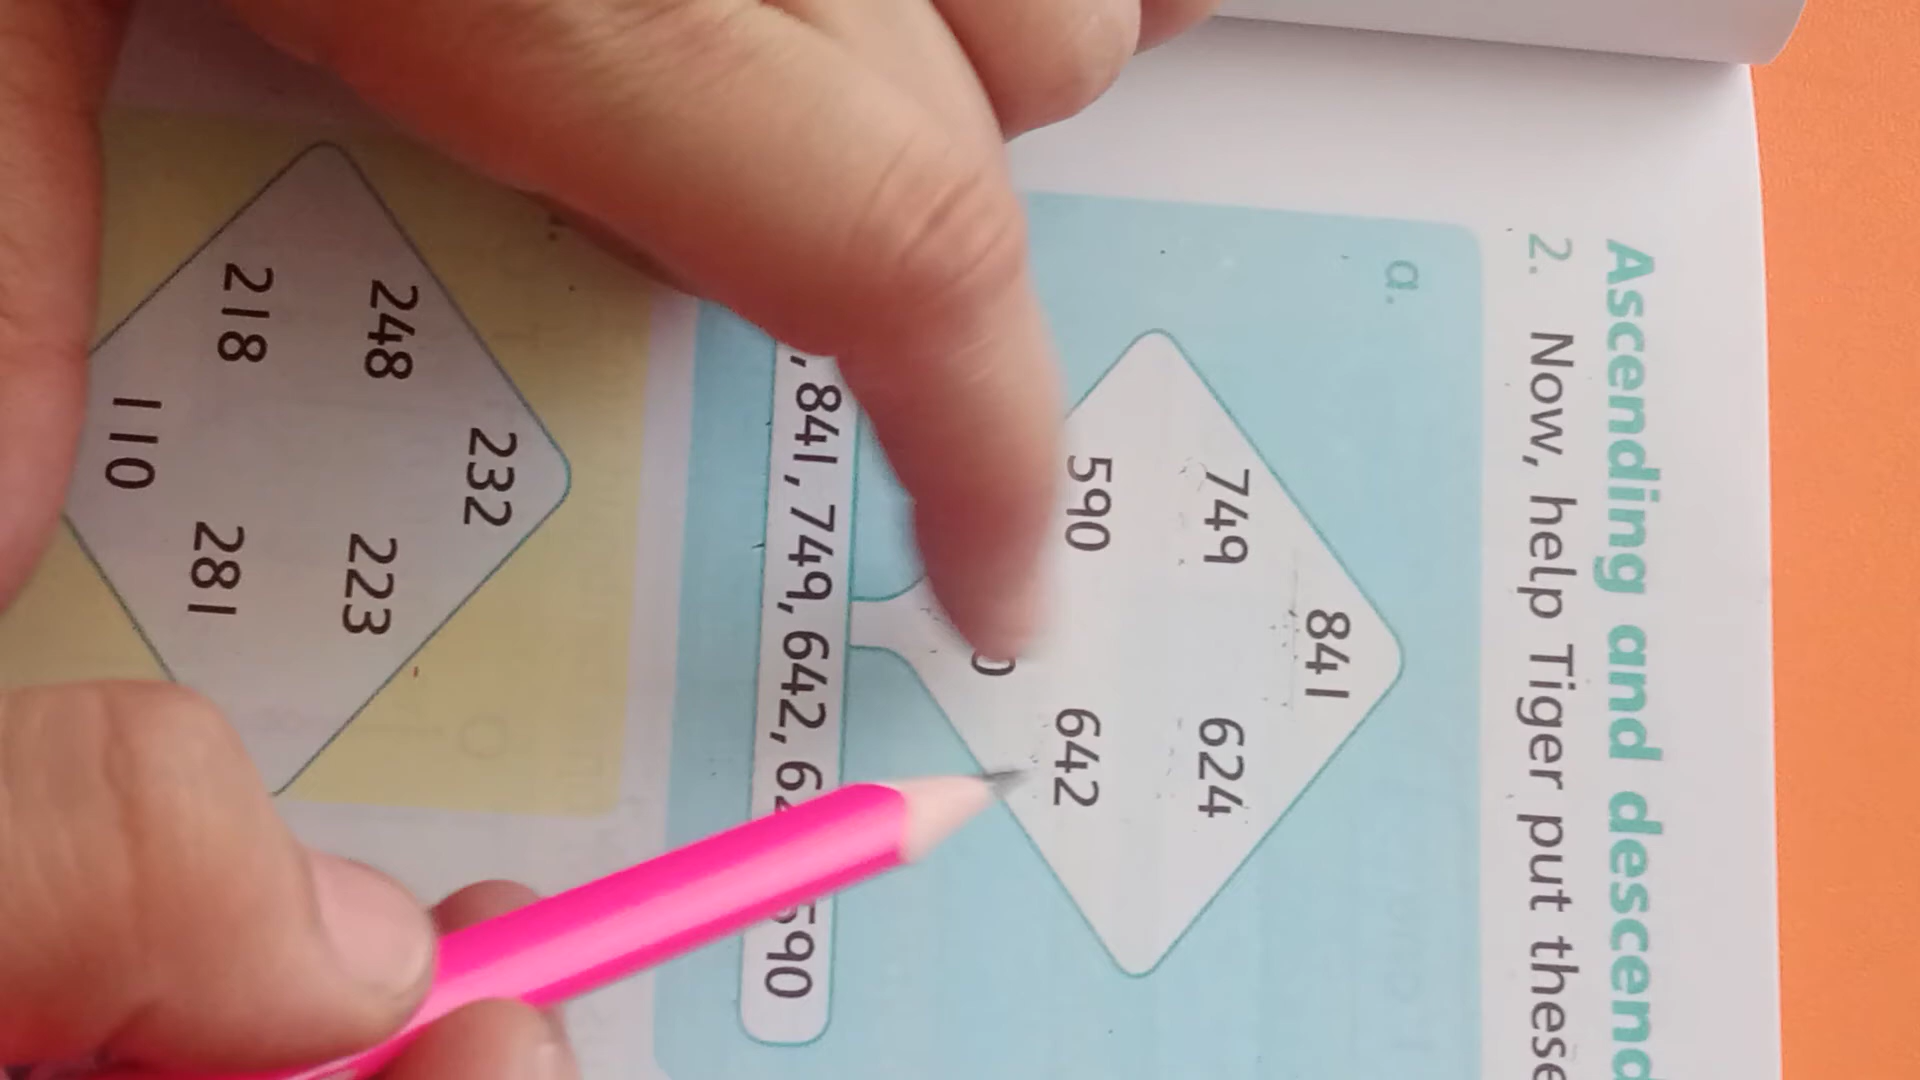 Ascending and descend
2. Now, help Tiger put these
a.
841
749 624
590 642
0
, 841, 749, 642, 6 590
232
248 223
218 281
110